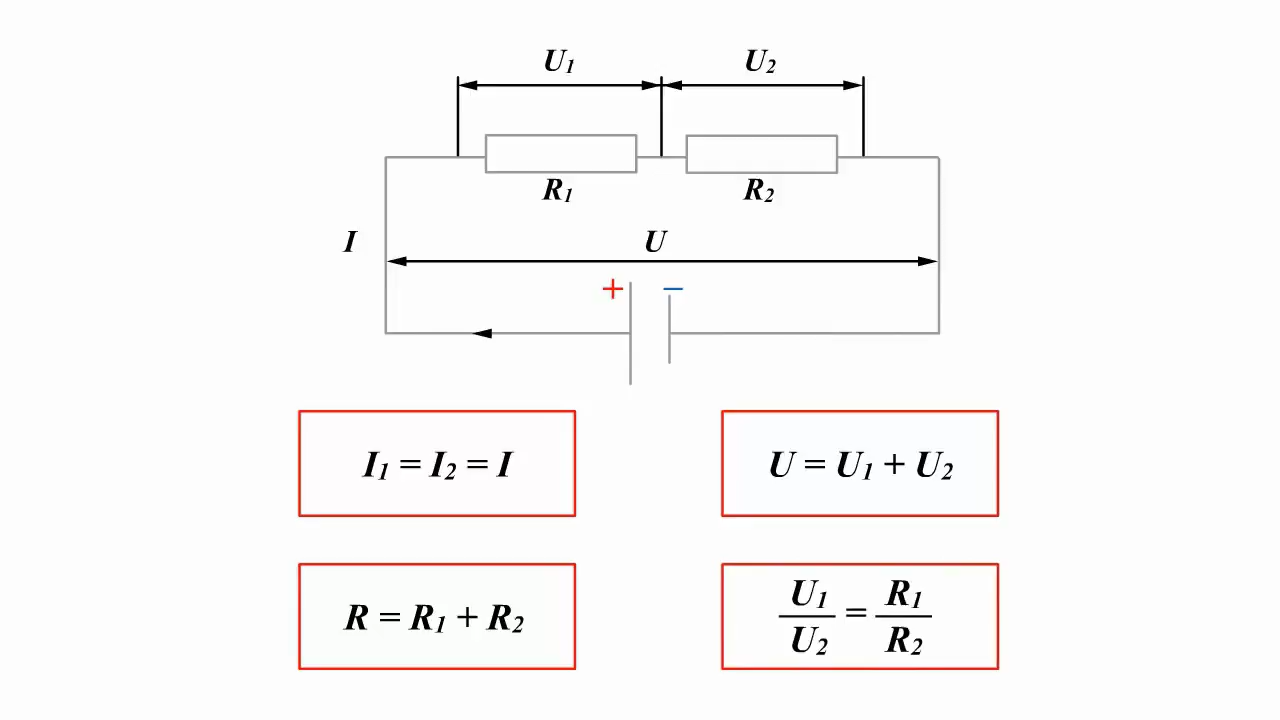 U₁ U₂
R₁ R₂
I U
+ −
I₁ = I₂ = I
U = U₁ + U₂
R = R₁ + R₂
U₁/U₂ = R₁/R₂